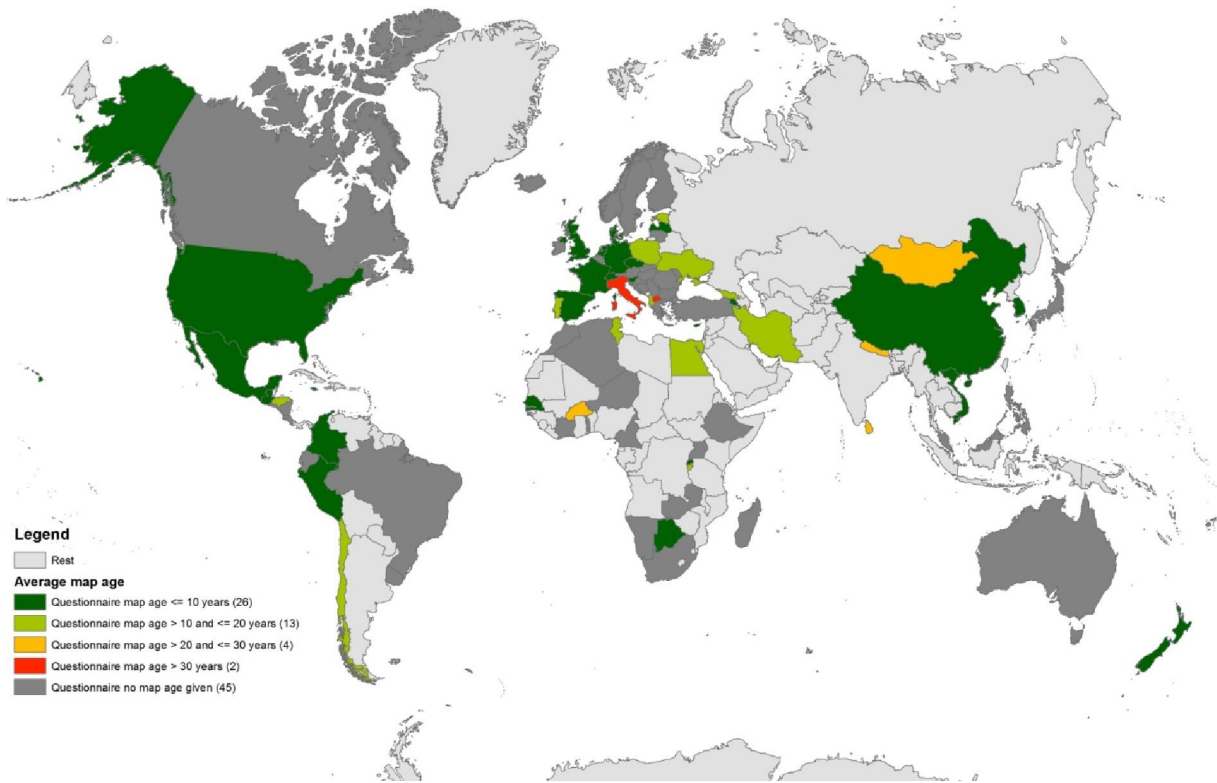 Legend
Rest
Average map age
Questionnaire map age <= 10 years (26)
Questionnaire map age > 10 and <= 20 years (13)
Questionnaire map age > 20 and <= 30 years (4)
Questionnaire map age > 30 years (2)
Questionnaire no map age given (45)